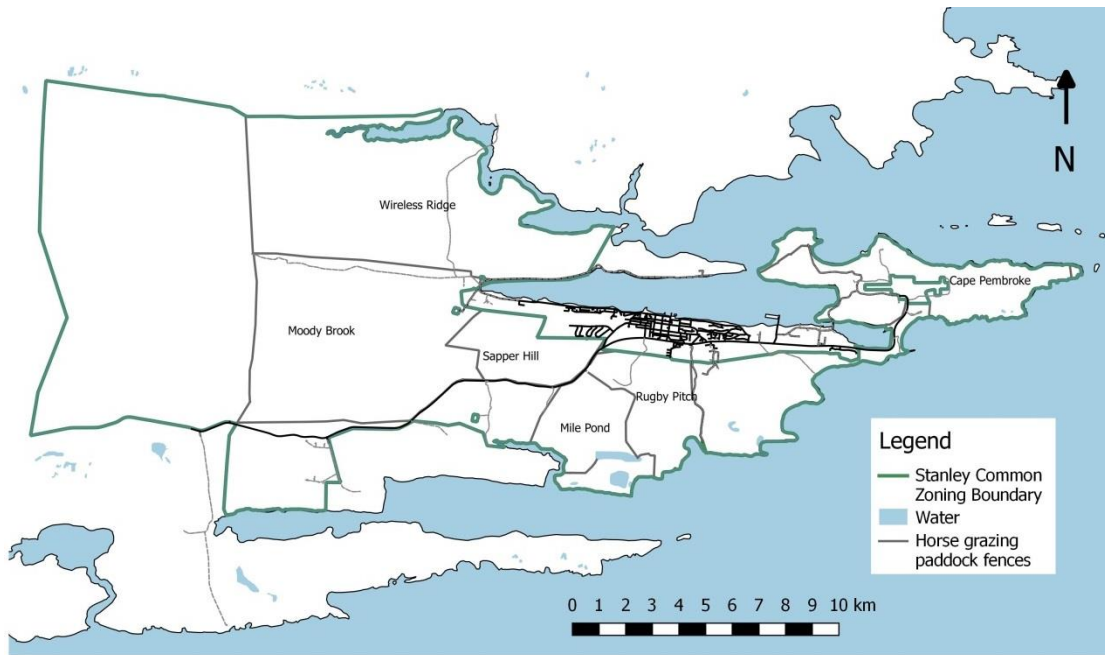 N
Wireless Ridge
Cape Pembroke
Moody Brook
Sapper Hill
Rugby Pitch
Mile Pond
Legend
Stanley Common
Zoning Boundary
Water
Horse grazing
paddock fences
0 1 2 3 4 5 6 7 8 9 10 km